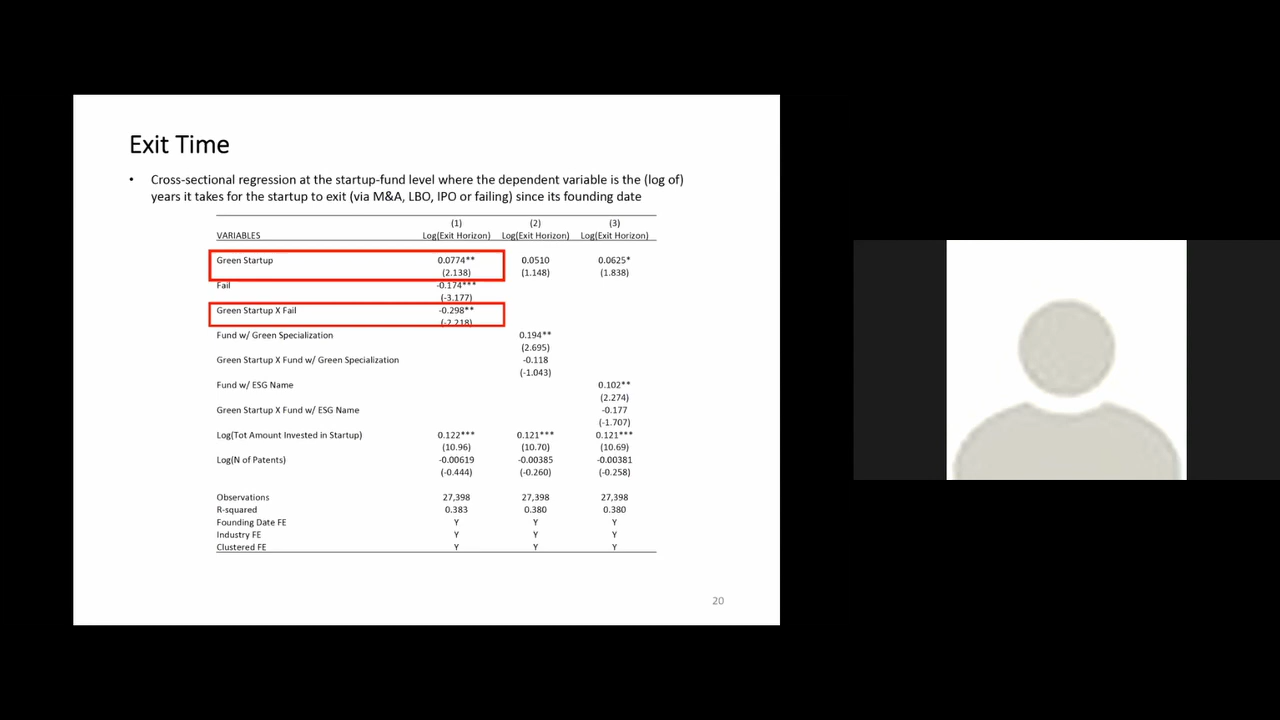 Exit Time
• Cross-sectional regression at the startup-fund level where the dependent variable is the (log of)
years it takes for the startup to exit (via M&A, LBO, IPO or failing) since its founding date
(1) (2) (3)
VARIABLES Log(Exit Horizon) Log(Exit Horizon) Log(Exit Horizon)
Green Startup 0.0774** 0.0510 0.0625*
(2.138) (1.148) (1.838)
Fail -0.174***
(-3.177)
Green Startup X Fail -0.298**
(-2.218)
Fund w/ Green Specialization 0.194**
(2.695)
Green Startup X Fund w/ Green Specialization -0.118
(-1.043)
Fund w/ ESG Name 0.102**
(2.274)
Green Startup X Fund w/ ESG Name -0.177
(-1.707)
Log(Tot Amount Invested in Startup) 0.122*** 0.121*** 0.121***
(10.96) (10.70) (10.69)
Log(N of Patents) -0.00619 -0.00385 -0.00381
(-0.444) (-0.260) (-0.258)
Observations 27,398 27,398 27,398
R-squared 0.383 0.380 0.380
Founding Date FE Y Y Y
Industry FE Y Y Y
Clustered FE Y Y Y
20